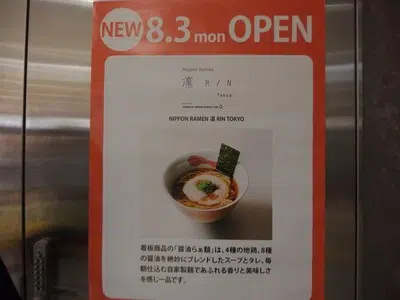 NEW 8.3 mon OPEN
Nippon Ramen
凛 RIN
Tokyo
NIPPON RAMEN 凛 RIN TOKYO
看板商品の「醤油らぁ麺」は、4種の地鶏、8種
の醤油を絶妙にブレンドしたスープとタレ、毎
朝仕込む自家製麺であふれる香りと美味しさ
を感じ一品です。